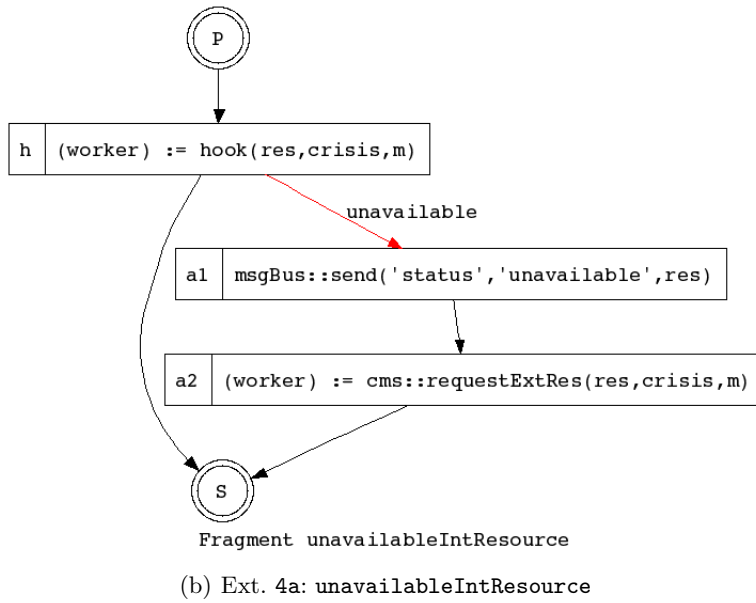 P
h (worker) := hook(res,crisis,m)
unavailable
a1 msgBus::send('status','unavailable',res)
a2 (worker) := cms::requestExtRes(res,crisis,m)
S
Fragment unavailableIntResource
(b) Ext. 4a: unavailableIntResource